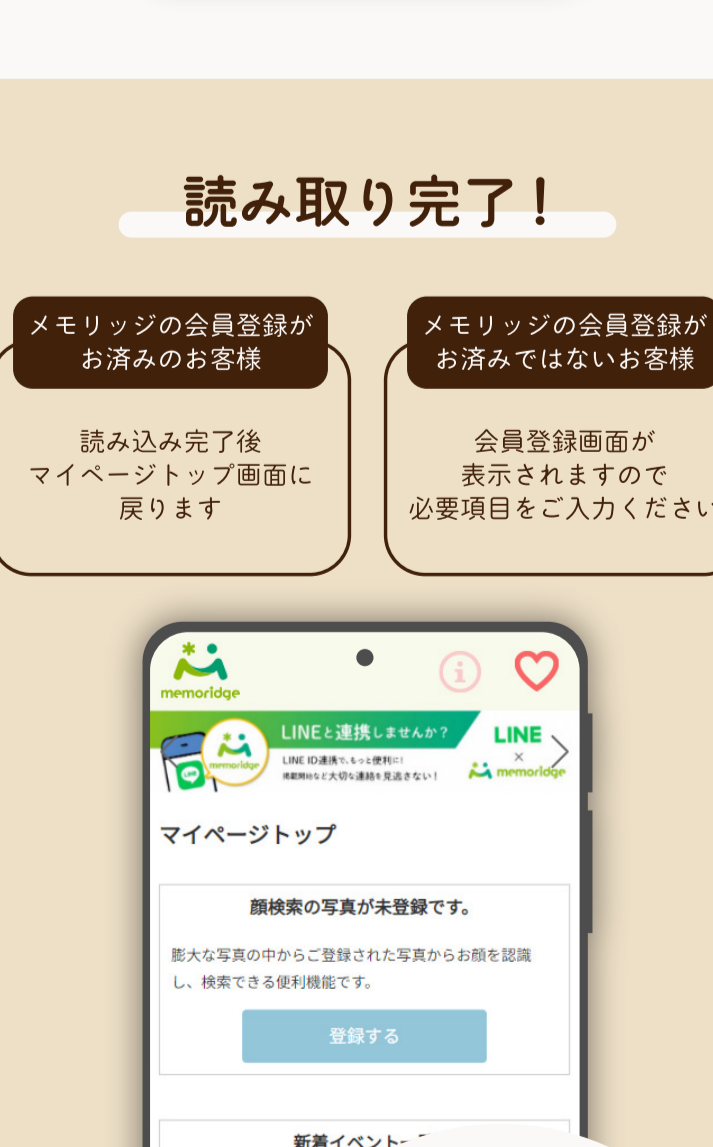 読み取り完了！
メモリッジの会員登録が
お済みのお客様
読み込み完了後
マイページトップ画面に
戻ります
メモリッジの会員登録が
お済みではないお客様
会員登録画面が
表示されますので
必要項目をご入力ください
memoridge
LINEと連携しませんか？
LINE ID連携で、もっと便利に！
掲載開始など大切な連絡を見逃さない！
memoridge
LINE
LINE
×
memoridge
マイページトップ
顔検索の写真が未登録です。
膨大な写真の中からご登録された写真からお顔を認識
し、検索できる便利機能です。
登録する
新着イベント